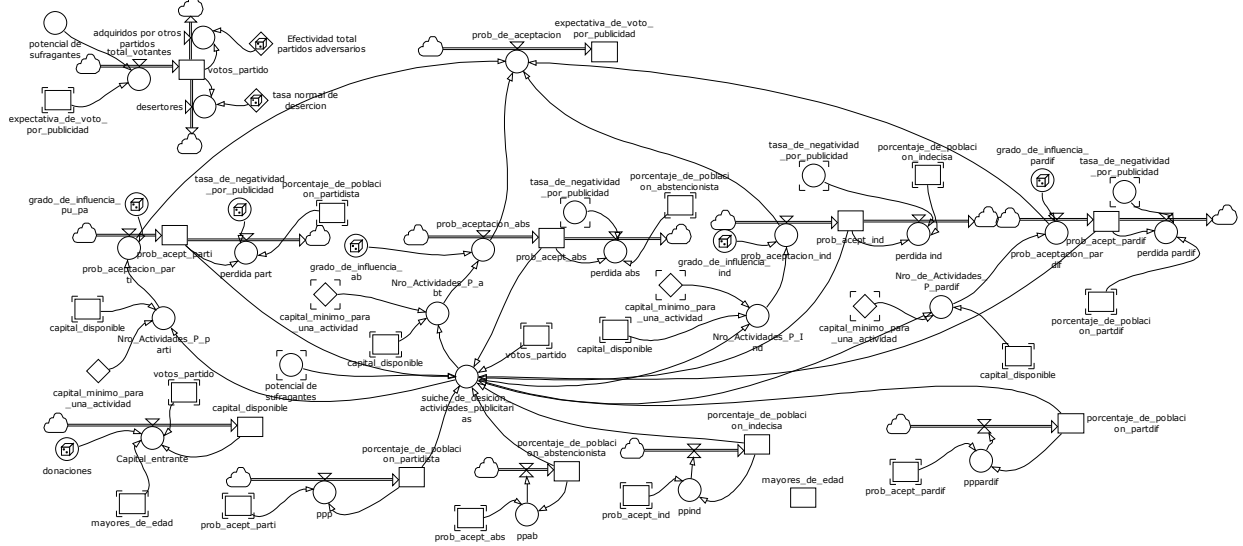 potencial de
sufragantes
adquiridos por otros
partidos
total_votantes
Efectividad total
partidos adversarios
votos_partido
desertores
tasa normal de
desercion
expectativa_de_voto_
por_publicidad
prob_de_aceptacion
expectativa_de_voto_
por_publicidad
grado_de_influencia_
pu_pa
tasa_de_negatividad
_por_publicidad
porcentaje_de_poblaci
on_partidista
prob_acept_parti
prob_aceptacion_par
ti
perdida part
grado_de_influencia_
ab
prob_aceptacion_abs
tasa_de_negatividad
_por_publicidad
porcentaje_de_poblaci
on_abstencionista
prob_acept_abs
perdida abs
tasa_de_negatividad
_por_publicidad
porcentaje_de_poblaci
on_indecisa
grado_de_influencia_
ind
prob_aceptacion_ind
prob_acept_ind
perdida ind
grado_de_influencia_
pardif
tasa_de_negatividad
_por_publicidad
prob_acept_pardif
prob_aceptacion_par
dif
perdida pardif
porcentaje_de_poblaci
on_partdif
capital_disponible
Nro_Actividades_P_p
arti
capital_minimo_para
_una_actividad
capital_minimo_para
_una_actividad
Nro_Actividades_P_a
bt
capital_disponible
potencial de
sufragantes
votos_partido
capital_minimo_para
_una_actividad
capital_disponible
Nro_Actividades_P_I
nd
Nro_de_Actividades_
P_pardif
capital_minimo_para
_una_actividad
capital_disponible
suiche_de_desicion_
actividades_publicitari
as
votos_partido
capital_disponible
donaciones
Capital_entrante
mayores_de_edad
porcentaje_de_poblaci
on_partidista
prob_acept_parti
ppp
porcentaje_de_poblaci
on_abstencionista
prob_acept_abs
ppab
porcentaje_de_poblaci
on_indecisa
prob_acept_ind
ppind
mayores_de_edad
porcentaje_de_poblaci
on_partdif
prob_acept_pardif
pppardif